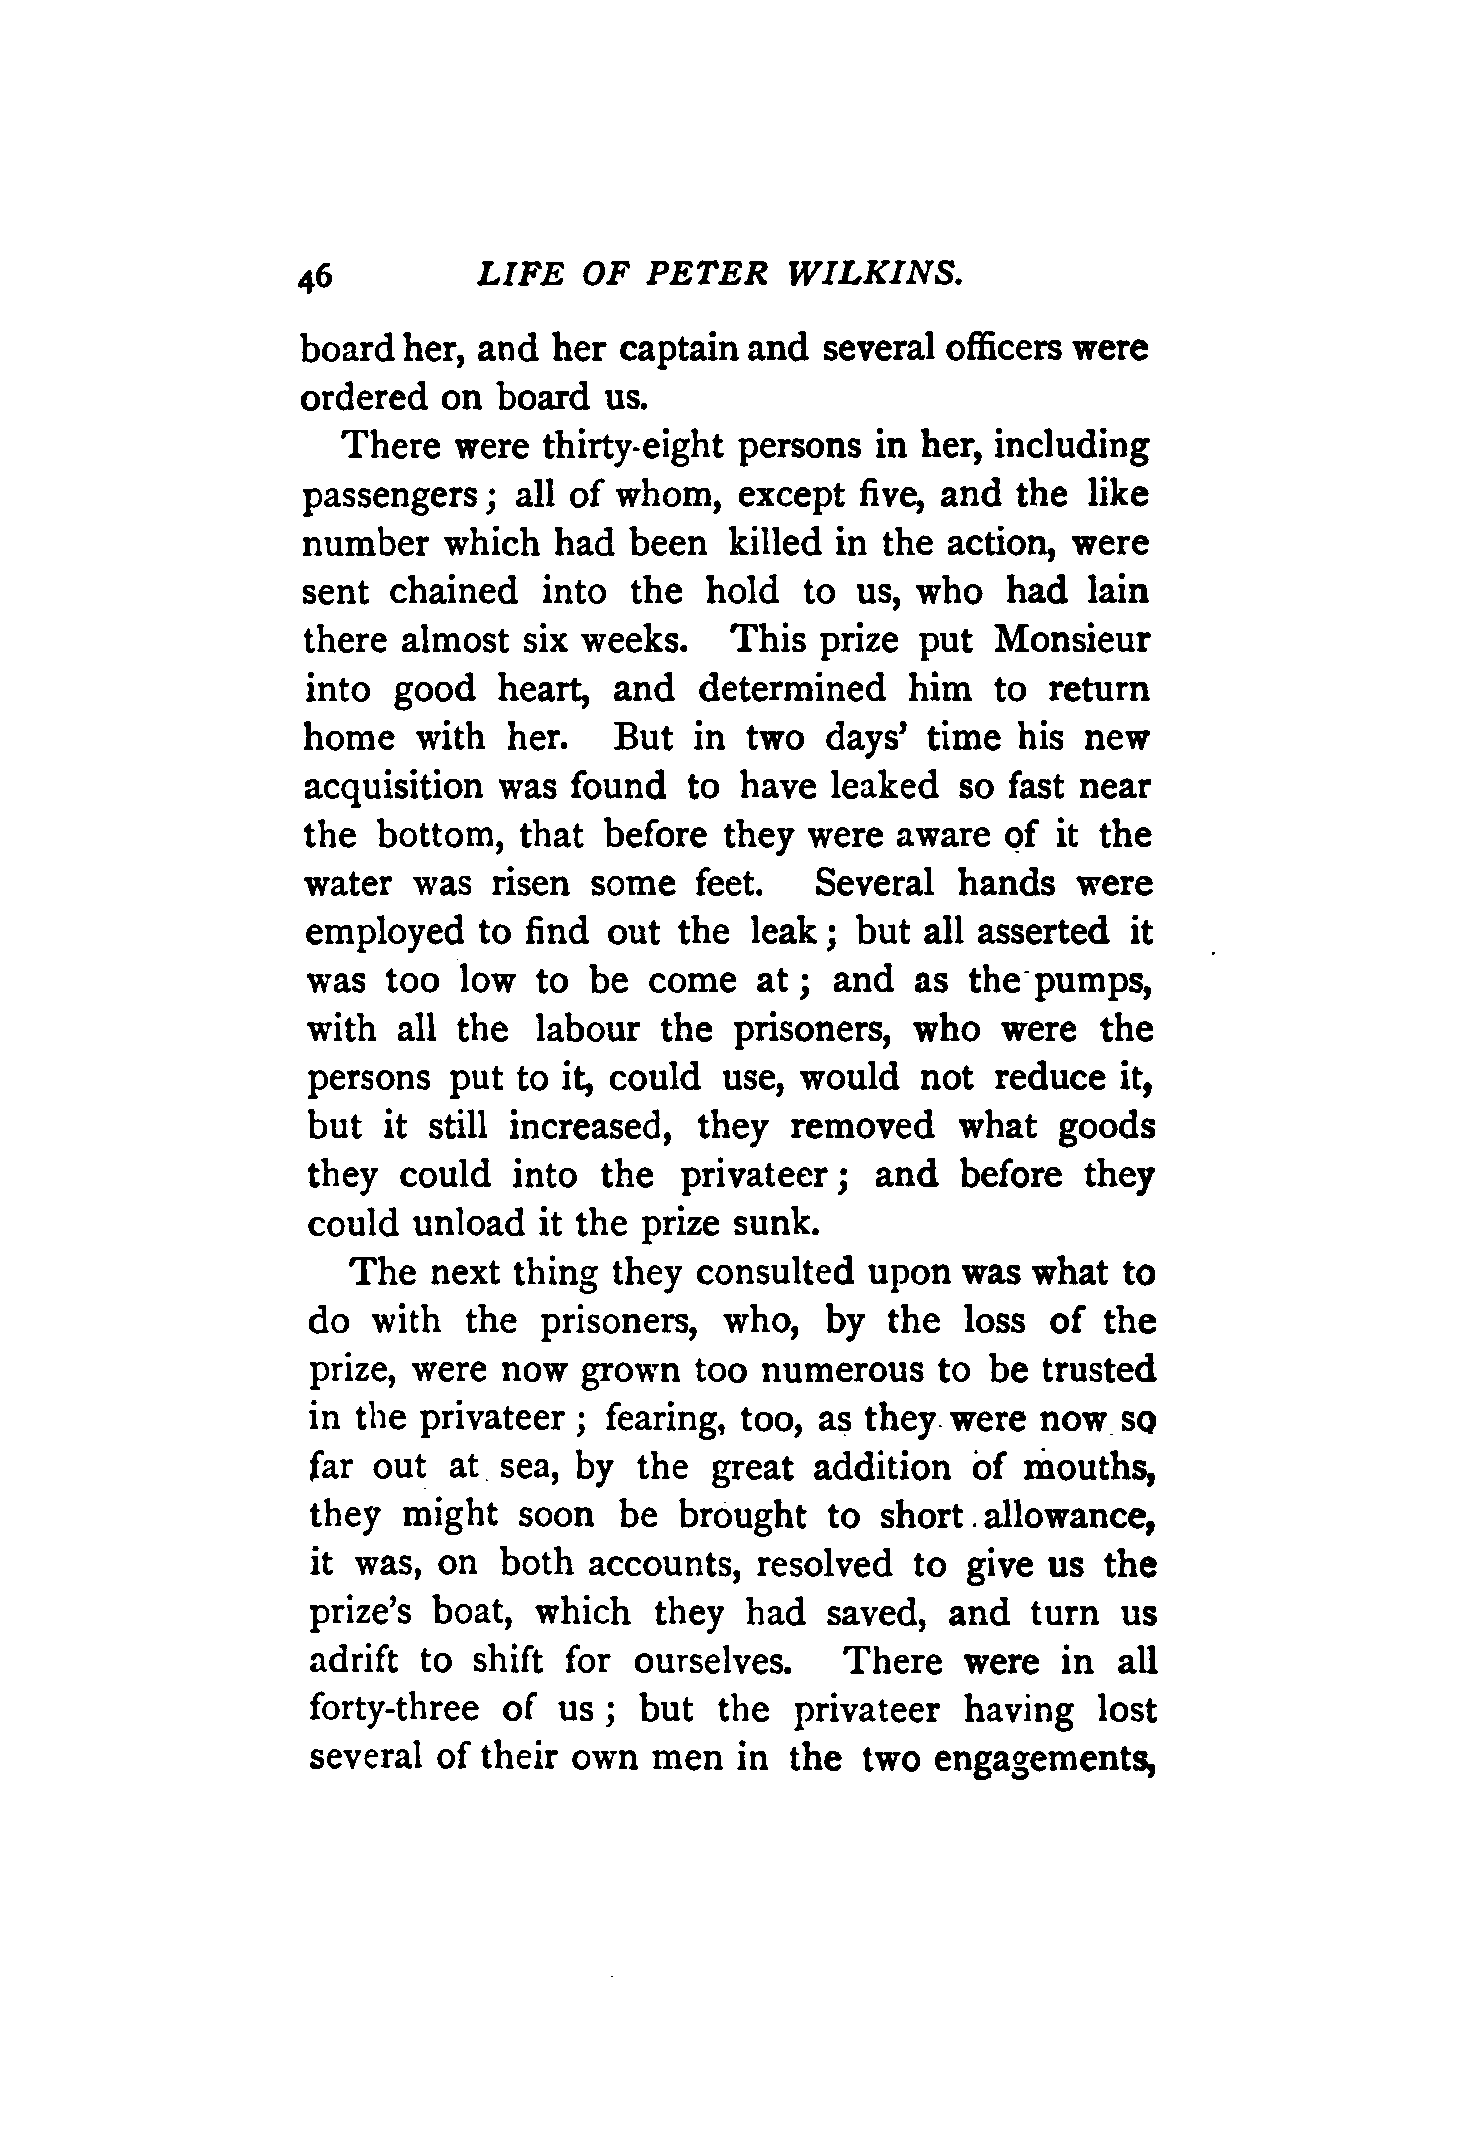 46 LIFE OF PETER WILKINS.
board her, and her captain and several officers were
ordered on board us.
There were thirty-eight persons in her, including
passengers; all of whom, except five, and the like
number which had been killed in the action, were
sent chained into the hold to us, who had lain
there almost six weeks. This prize put Monsieur
into good heart, and determined him to return
home with her. But in two days' time his new
acquisition was found to have leaked so fast near
the bottom, that before they were aware of it the
water was risen some feet. Several hands were
employed to find out the leak; but all asserted it
was too low to be come at; and as the pumps,
with all the labour the prisoners, who were the
persons put to it, could use, would not reduce it,
but it still increased, they removed what goods
they could into the privateer; and before they
could unload it the prize sunk.
The next thing they consulted upon was what to
do with the prisoners, who, by the loss of the
prize, were now grown too numerous to be trusted
in the privateer; fearing, too, as they were now so
far out at sea, by the great addition of mouths,
they might soon be brought to short allowance,
it was, on both accounts, resolved to give us the
prize's boat, which they had saved, and turn us
adrift to shift for ourselves. There were in all
forty-three of us; but the privateer having lost
several of their own men in the two engagements,